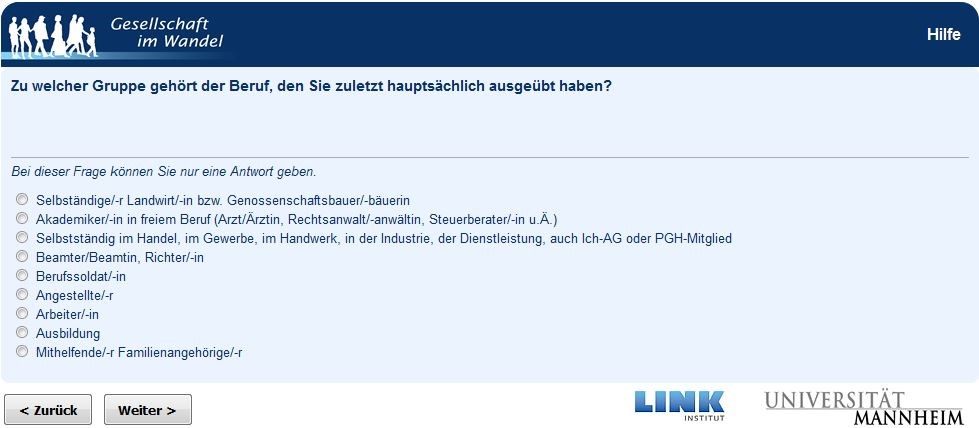 Gesellschaft
im Wandel
Hilfe
Zu welcher Gruppe gehört der Beruf, den Sie zuletzt hauptsächlich ausgeübt haben?
Bei dieser Frage können Sie nur eine Antwort geben.
Selbständige/-r Landwirt/-in bzw. Genossenschaftsbauer/-bäuerin
Akademiker/-in in freiem Beruf (Arzt/Ärztin, Rechtsanwalt/-anwältin, Steuerberater/-in u.Ä.)
Selbstständig im Handel, im Gewerbe, im Handwerk, in der Industrie, der Dienstleistung, auch Ich-AG oder PGH-Mitglied
Beamter/Beamtin, Richter/-in
Berufssoldat/-in
Angestellte/-r
Arbeiter/-in
Ausbildung
Mithelfende/-r Familienangehörige/-r
< Zurück
Weiter >
LINK
INSTITUT
UNIVERSITÄT
MANNHEIM